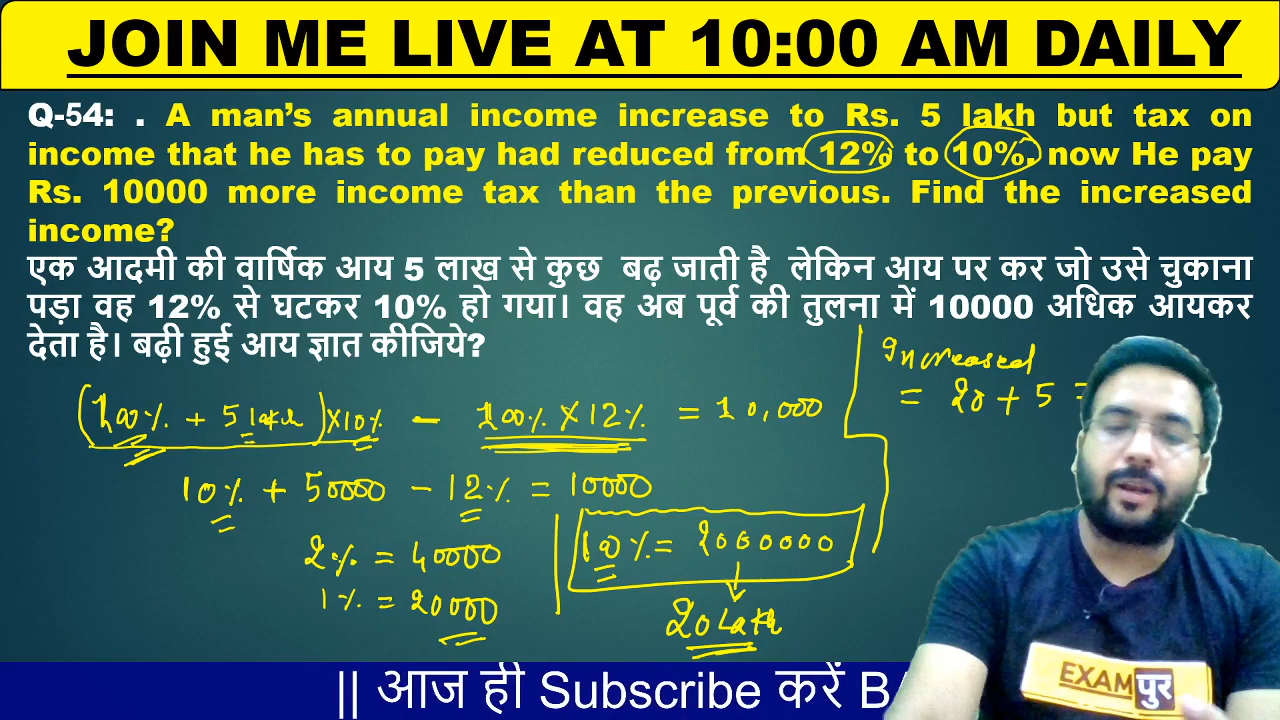 JOIN ME LIVE AT 10:00 AM DAILY
Q-54: . A man’s annual income increase to Rs. 5 lakh but tax on
income that he has to pay had reduced from 12% to 10%. now He pay
Rs. 10000 more income tax than the previous. Find the increased
income?
एक आदमी की वार्षिक आय 5 लाख से कुछ बढ़ जाती है लेकिन आय पर कर जो उसे चुकाना
पड़ा वह 12% से घटकर 10% हो गया। वह अब पूर्व की तुलना में 10000 अधिक आयकर
देता है। बढ़ी हुई आय ज्ञात कीजिये?
Increased
= 20 + 5 =
(100% + 5 lakh) × 10% - 100% × 12% = 10,000
10% + 50000 - 12% = 10000
2% = 40000
1% = 20000
100% = 2000000
20 Lakh
EXAM पुर
|| आज ही Subscribe करें B